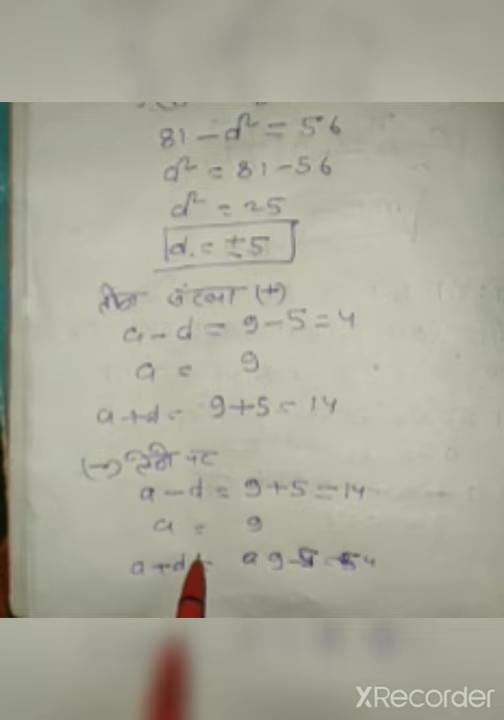 81 - d² = 56
d² = 81 - 56
d² = 25
d. = ±5
तीन संख्या (+)
a - d = 9 - 5 = 4
a = 9
a + d = 9 + 5 = 14
(-) लेने पर
a - d = 9 + 5 = 14
a = 9
a + d = 9 - 5 = 4
XRecorder